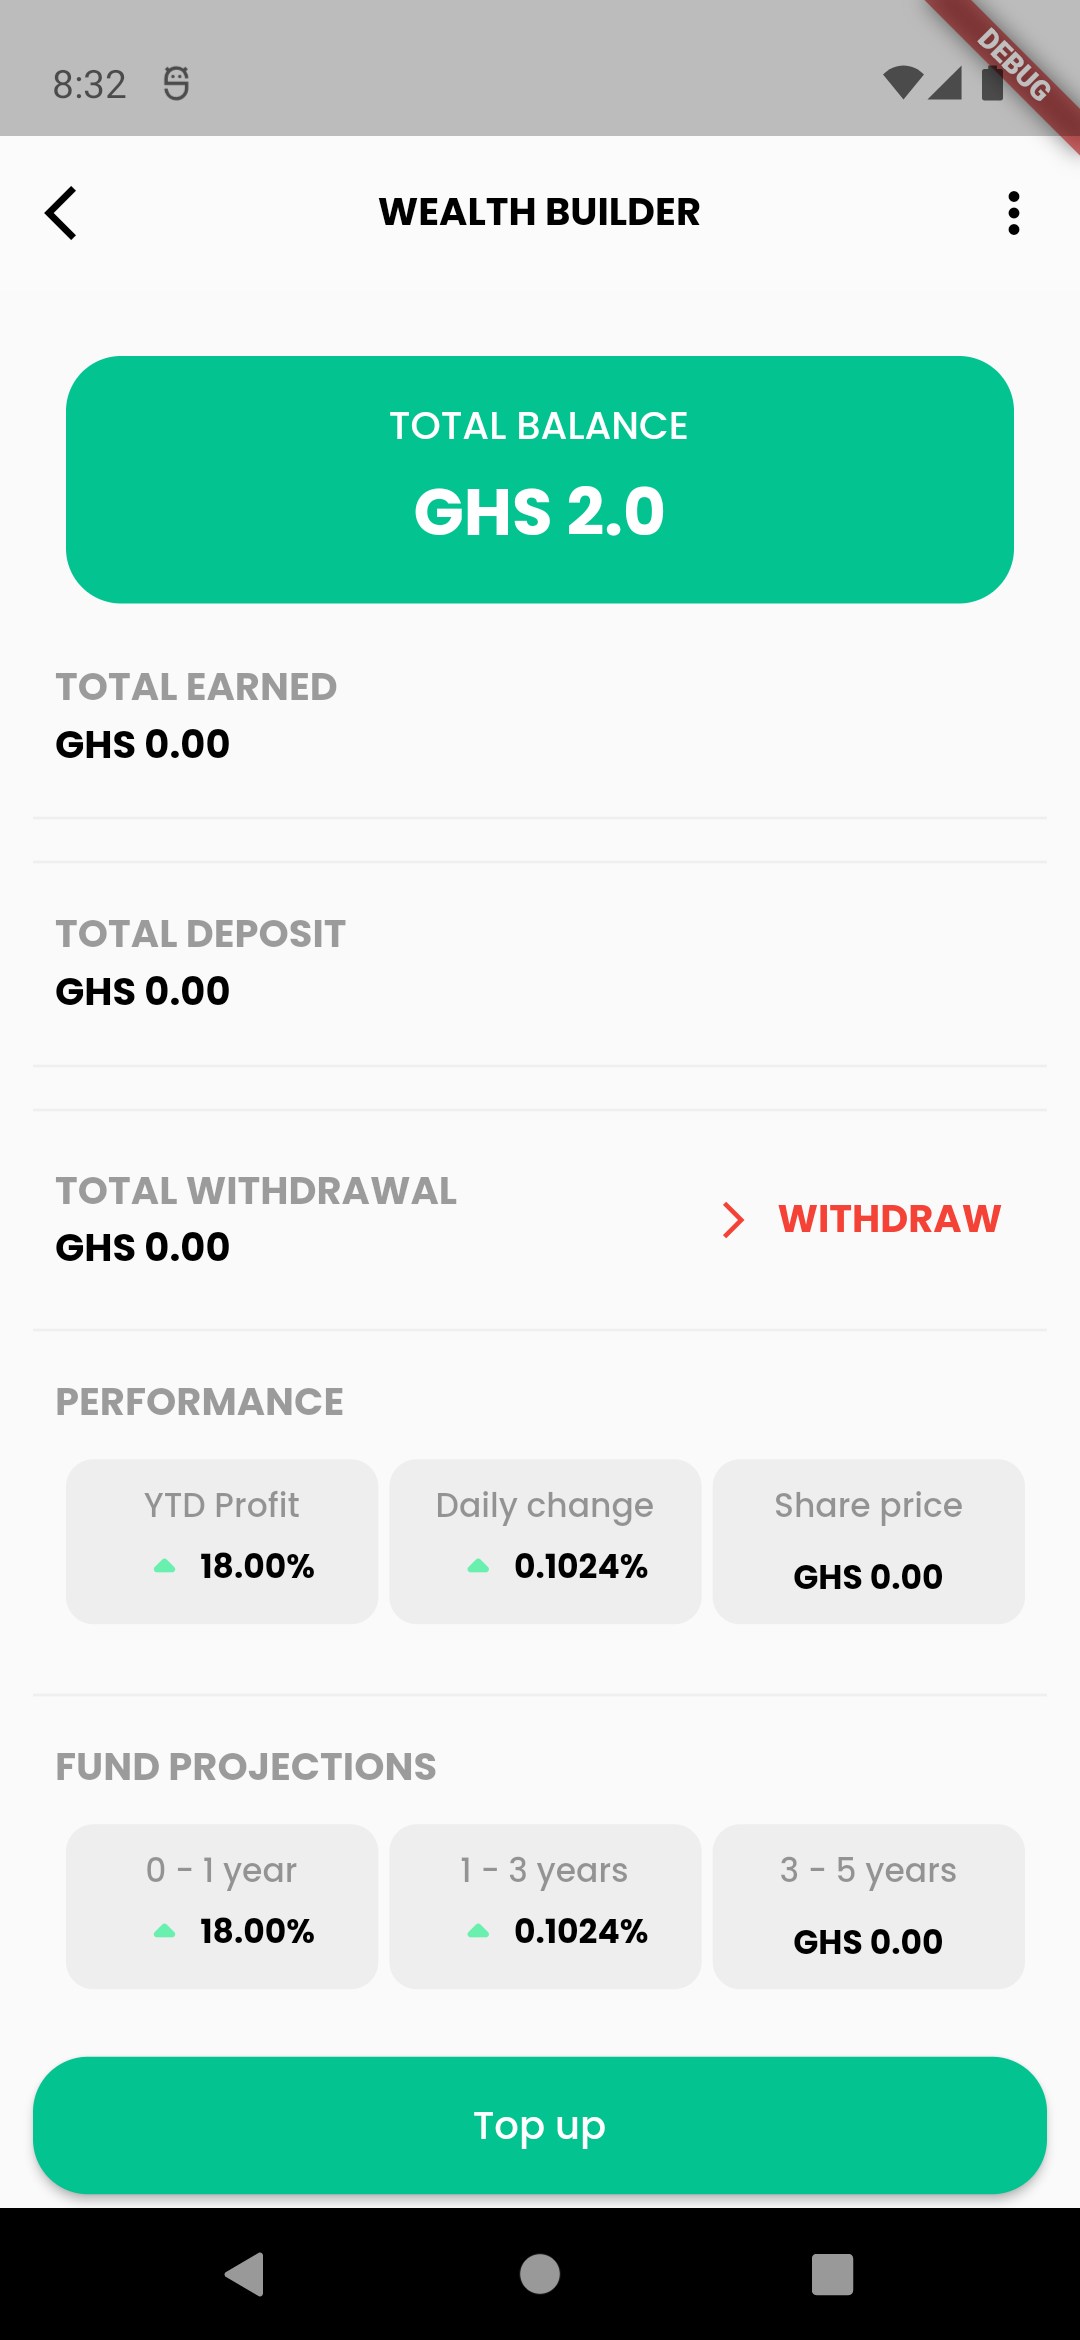 8:32
DEBUG
WEALTH BUILDER
TOTAL BALANCE
GHS 2.0
TOTAL EARNED
GHS 0.00
TOTAL DEPOSIT
GHS 0.00
TOTAL WITHDRAWAL
GHS 0.00
WITHDRAW
PERFORMANCE
YTD Profit
18.00%
Daily change
0.1024%
Share price
GHS 0.00
FUND PROJECTIONS
0 - 1 year
18.00%
1 - 3 years
0.1024%
3 - 5 years
GHS 0.00
Top up